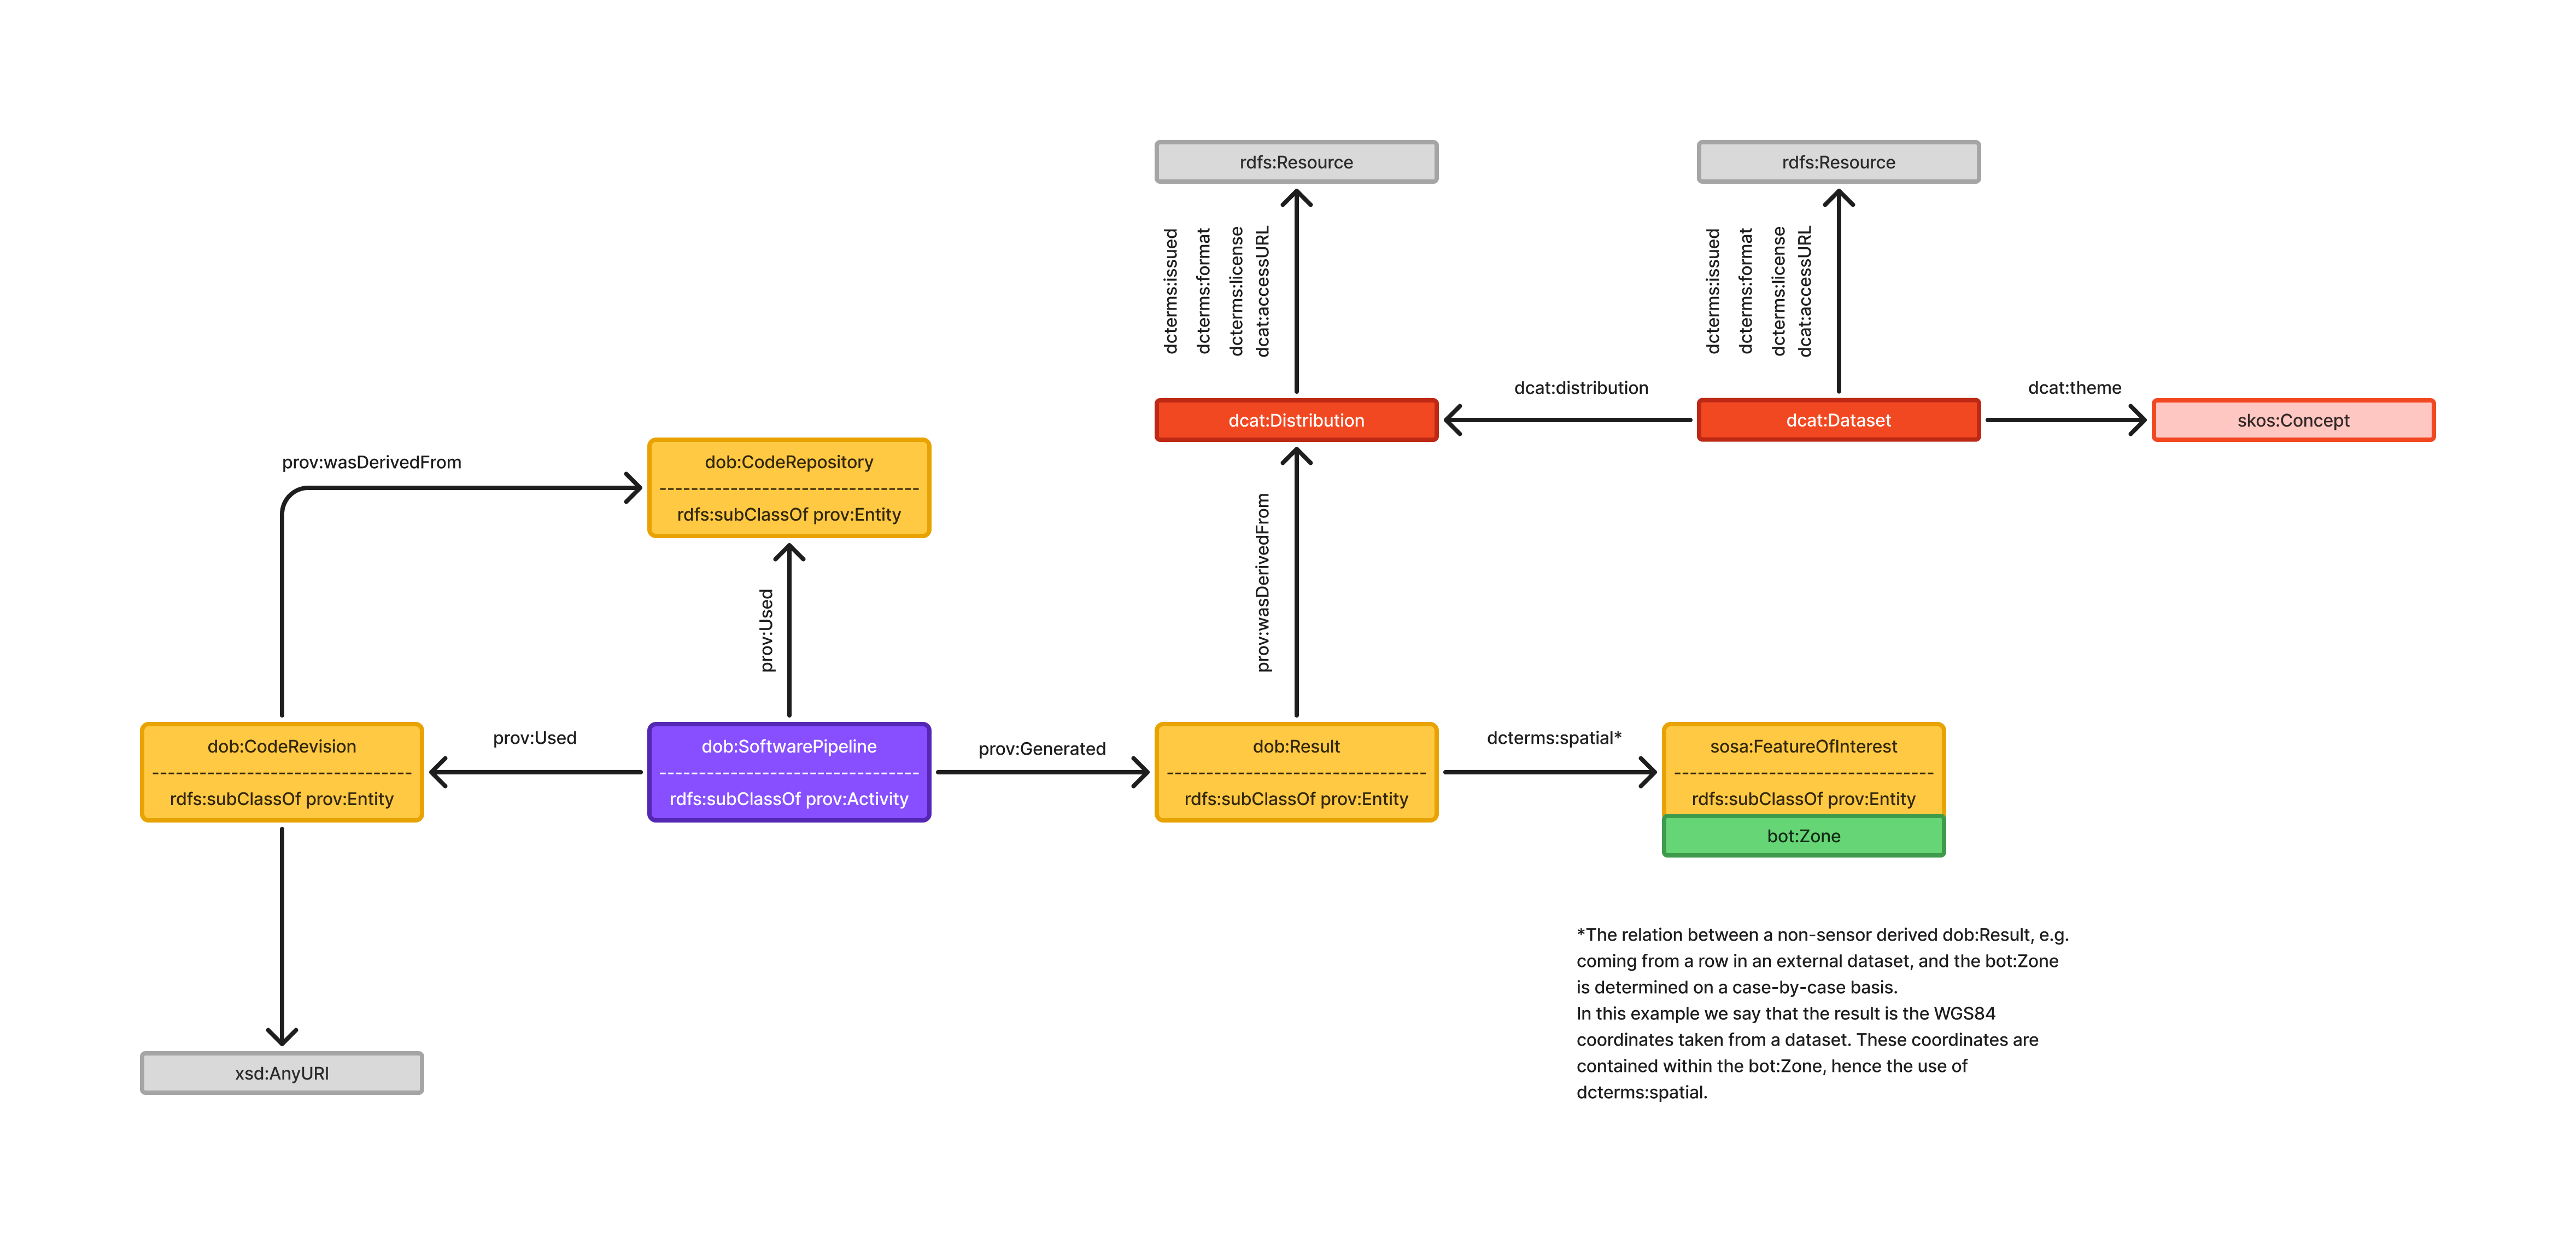 rdfs:Resource
rdfs:Resource
dcterms:issued
dcterms:format
dcterms:license
dcat:accessURL
dcterms:issued
dcterms:format
dcterms:license
dcat:accessURL
dcat:distribution
dcat:theme
dcat:Distribution
dcat:Dataset
skos:Concept
prov:wasDerivedFrom
dob:CodeRepository
rdfs:subClassOf prov:Entity
prov:Used
prov:wasDerivedFrom
dob:CodeRevision
rdfs:subClassOf prov:Entity
prov:Used
dob:SoftwarePipeline
rdfs:subClassOf prov:Activity
prov:Generated
dob:Result
rdfs:subClassOf prov:Entity
dcterms:spatial*
sosa:FeatureOfInterest
rdfs:subClassOf prov:Entity
bot:Zone
*The relation between a non-sensor derived dob:Result, e.g.
coming from a row in an external dataset, and the bot:Zone
is determined on a case-by-case basis.
In this example we say that the result is the WGS84
coordinates taken from a dataset. These coordinates are
contained within the bot:Zone, hence the use of
dcterms:spatial.
xsd:AnyURI